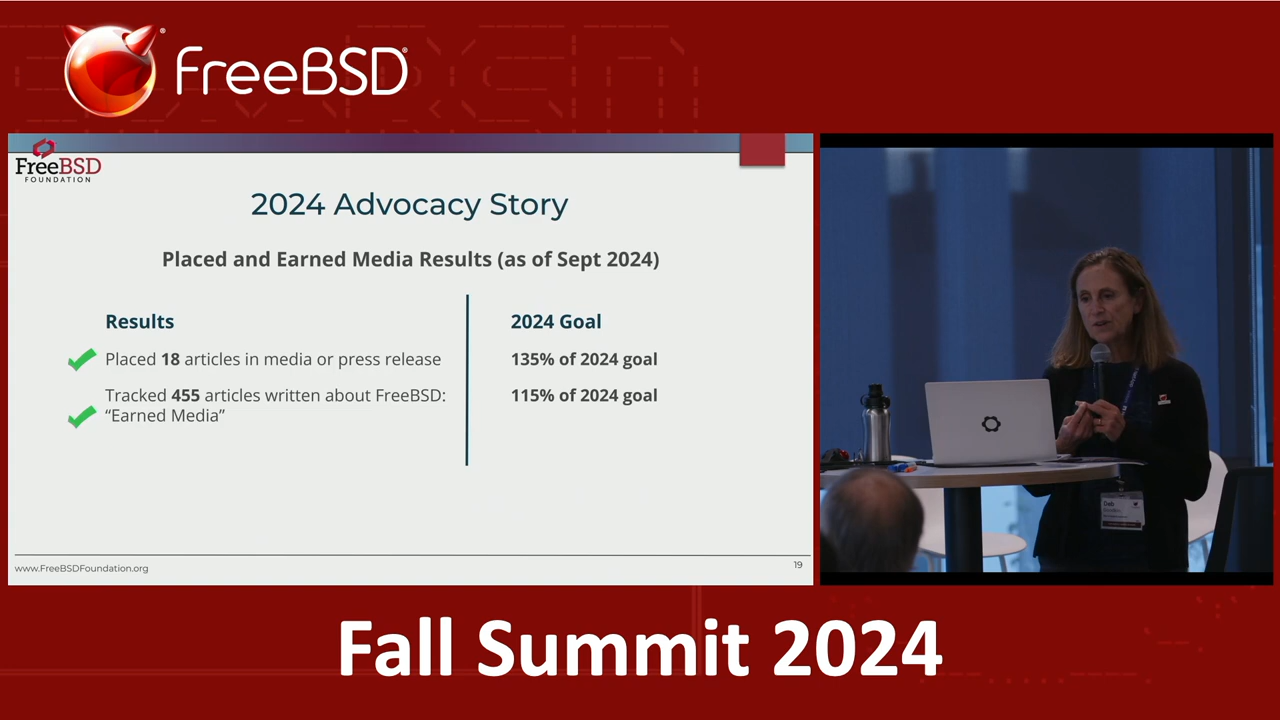 FreeBSD®
FreeBSD
FOUNDATION
2024 Advocacy Story
Placed and Earned Media Results (as of Sept 2024)
Results
2024 Goal
Placed 18 articles in media or press release
135% of 2024 goal
Tracked 455 articles written about FreeBSD:
115% of 2024 goal
“Earned Media”
www.FreeBSDFoundation.org
19
Fall Summit 2024